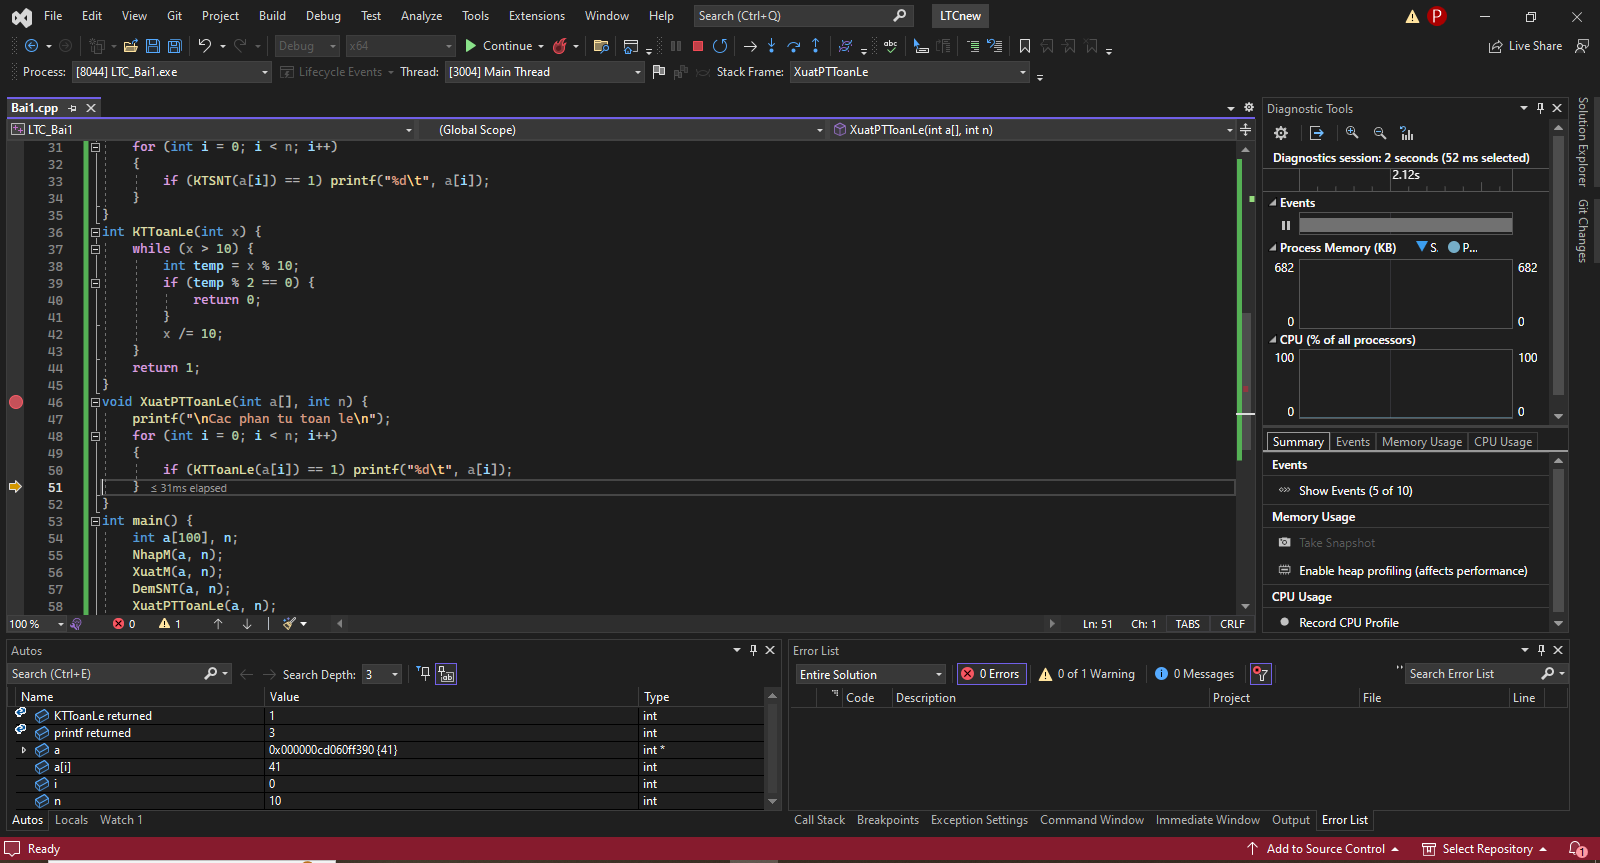 File Edit View Git Project Build Debug Test Analyze Tools Extensions Window Help Search (Ctrl+Q) LTCnew P
Debug x64 Continue Live Share
Process: [8044] LTC_Bai1.exe Lifecycle Events Thread: [3004] Main Thread Stack Frame: XuatPTToanLe
Bai1.cpp
LTC_Bai1 (Global Scope) XuatPTToanLe(int a[], int n)
31 for (int i = 0; i < n; i++)
32 {
33 if (KTSNT(a[i]) == 1) printf("%d\t", a[i]);
34 }
35 }
36 int KTToanLe(int x) {
37 while (x > 10) {
38 int temp = x % 10;
39 if (temp % 2 == 0) {
40 return 0;
41 }
42 x /= 10;
43 }
44 return 1;
45 }
46 void XuatPTToanLe(int a[], int n) {
47 printf("\nCac phan tu toan le\n");
48 for (int i = 0; i < n; i++)
49 {
50 if (KTToanLe(a[i]) == 1) printf("%d\t", a[i]);
51 } ≤ 31ms elapsed
52 }
53 int main() {
54 int a[100], n;
55 NhapM(a, n);
56 XuatM(a, n);
57 DemSNT(a, n);
58 XuatPTToanLe(a, n);
100 % 0 1 Ln: 51 Ch: 1 TABS CRLF
Diagnostic Tools
Diagnostics session: 2 seconds (52 ms selected)
2.12s
Events
Process Memory (KB) S. P...
682 682
0 0
CPU (% of all processors)
100 100
0 0
Summary Events Memory Usage CPU Usage
Events
Show Events (5 of 10)
Memory Usage
Take Snapshot
Enable heap profiling (affects performance)
CPU Usage
Record CPU Profile
Solution Explorer
Git Changes
Autos
Search (Ctrl+E) Search Depth: 3
Name Value Type
KTToanLe returned 1 int
printf returned 3 int
a 0x000000cd060ff390 {41} int *
a[i] 41 int
i 0 int
n 10 int
Autos Locals Watch 1
Error List
Entire Solution 0 Errors 0 of 1 Warning 0 Messages Search Error List
Code Description Project File Line
Call Stack Breakpoints Exception Settings Command Window Immediate Window Output Error List
Ready Add to Source Control Select Repository 1